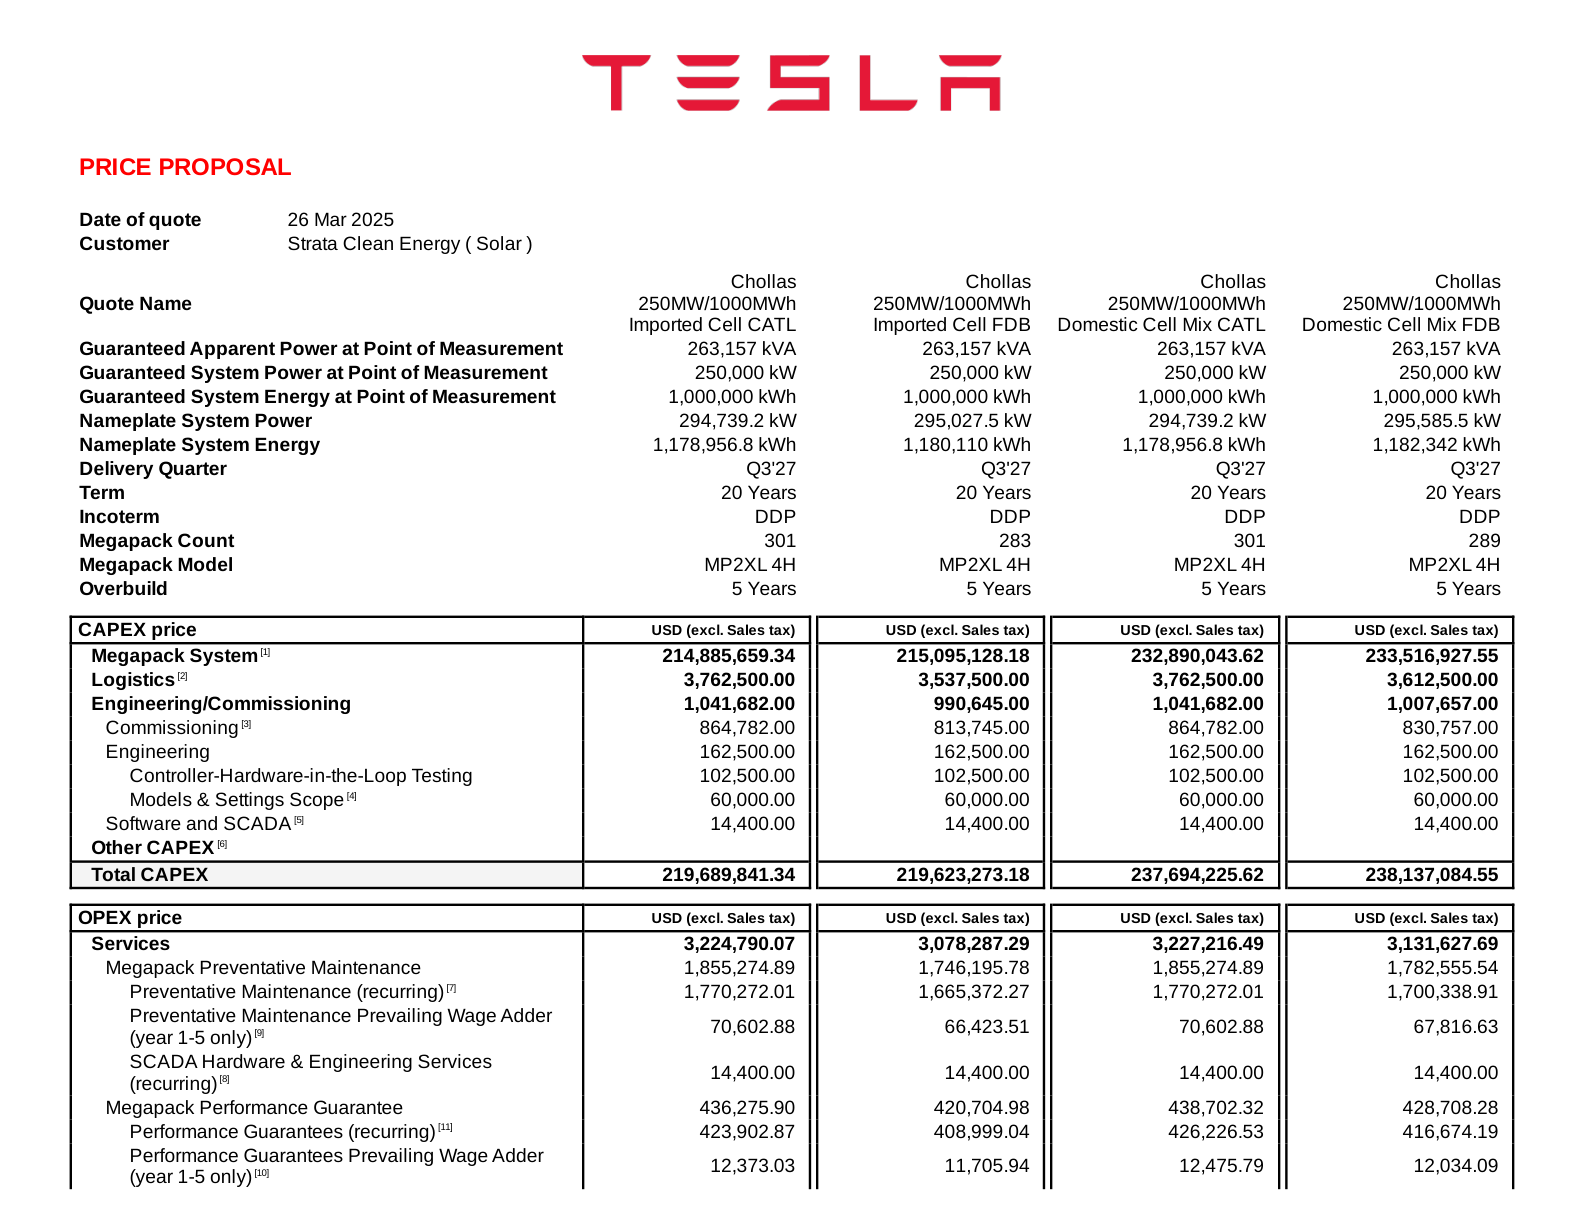 TESLA
PRICE PROPOSAL
Date of quote 26 Mar 2025
Customer Strata Clean Energy ( Solar )
Chollas Chollas Chollas Chollas
Quote Name 250MW/1000MWh 250MW/1000MWh 250MW/1000MWh 250MW/1000MWh
Imported Cell CATL Imported Cell FDB Domestic Cell Mix CATL Domestic Cell Mix FDB
Guaranteed Apparent Power at Point of Measurement 263,157 kVA 263,157 kVA 263,157 kVA 263,157 kVA
Guaranteed System Power at Point of Measurement 250,000 kW 250,000 kW 250,000 kW 250,000 kW
Guaranteed System Energy at Point of Measurement 1,000,000 kWh 1,000,000 kWh 1,000,000 kWh 1,000,000 kWh
Nameplate System Power 294,739.2 kW 295,027.5 kW 294,739.2 kW 295,585.5 kW
Nameplate System Energy 1,178,956.8 kWh 1,180,110 kWh 1,178,956.8 kWh 1,182,342 kWh
Delivery Quarter Q3'27 Q3'27 Q3'27 Q3'27
Term 20 Years 20 Years 20 Years 20 Years
Incoterm DDP DDP DDP DDP
Megapack Count 301 283 301 289
Megapack Model MP2XL 4H MP2XL 4H MP2XL 4H MP2XL 4H
Overbuild 5 Years 5 Years 5 Years 5 Years
CAPEX price USD (excl. Sales tax) USD (excl. Sales tax) USD (excl. Sales tax) USD (excl. Sales tax)
Megapack System [1] 214,885,659.34 215,095,128.18 232,890,043.62 233,516,927.55
Logistics [2] 3,762,500.00 3,537,500.00 3,762,500.00 3,612,500.00
Engineering/Commissioning 1,041,682.00 990,645.00 1,041,682.00 1,007,657.00
Commissioning [3] 864,782.00 813,745.00 864,782.00 830,757.00
Engineering 162,500.00 162,500.00 162,500.00 162,500.00
Controller-Hardware-in-the-Loop Testing 102,500.00 102,500.00 102,500.00 102,500.00
Models & Settings Scope [4] 60,000.00 60,000.00 60,000.00 60,000.00
Software and SCADA [5] 14,400.00 14,400.00 14,400.00 14,400.00
Other CAPEX [6]
Total CAPEX 219,689,841.34 219,623,273.18 237,694,225.62 238,137,084.55
OPEX price USD (excl. Sales tax) USD (excl. Sales tax) USD (excl. Sales tax) USD (excl. Sales tax)
Services 3,224,790.07 3,078,287.29 3,227,216.49 3,131,627.69
Megapack Preventative Maintenance 1,855,274.89 1,746,195.78 1,855,274.89 1,782,555.54
Preventative Maintenance (recurring) [7] 1,770,272.01 1,665,372.27 1,770,272.01 1,700,338.91
Preventative Maintenance Prevailing Wage Adder
(year 1-5 only) [9] 70,602.88 66,423.51 70,602.88 67,816.63
SCADA Hardware & Engineering Services
(recurring) [8] 14,400.00 14,400.00 14,400.00 14,400.00
Megapack Performance Guarantee 436,275.90 420,704.98 438,702.32 428,708.28
Performance Guarantees (recurring) [11] 423,902.87 408,999.04 426,226.53 416,674.19
Performance Guarantees Prevailing Wage Adder
(year 1-5 only) [10] 12,373.03 11,705.94 12,475.79 12,034.09